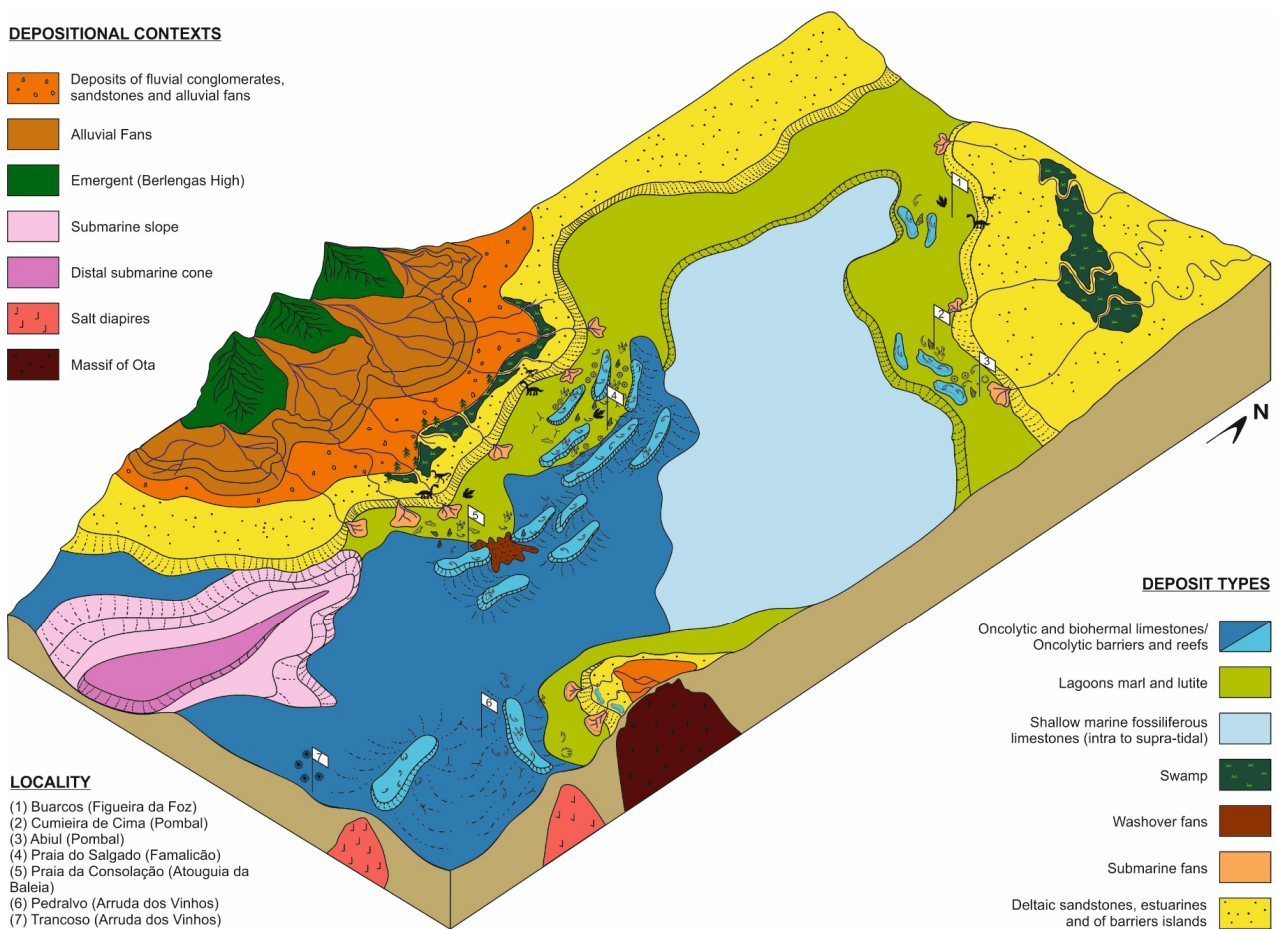 DEPOSITIONAL CONTEXTS
Deposits of fluvial conglomerates,
sandstones and alluvial fans
Alluvial Fans
Emergent (Berlengas High)
Submarine slope
Distal submarine cone
Salt diapires
Massif of Ota
1
2
3
4
5
6
7
N
LOCALITY
(1) Buarcos (Figueira da Foz)
(2) Cumieira de Cima (Pombal)
(3) Abiul (Pombal)
(4) Praia do Salgado (Famalicão)
(5) Praia da Consolação (Atouguia da
Baleia)
(6) Pedralvo (Arruda dos Vinhos)
(7) Trancoso (Arruda dos Vinhos)
DEPOSIT TYPES
Oncolytic and biohermal limestones/
Oncolytic barriers and reefs
Lagoons marl and lutite
Shallow marine fossiliferous
limestones (intra to supra-tidal)
Swamp
Washover fans
Submarine fans
Deltaic sandstones, estuarines
and of barriers islands